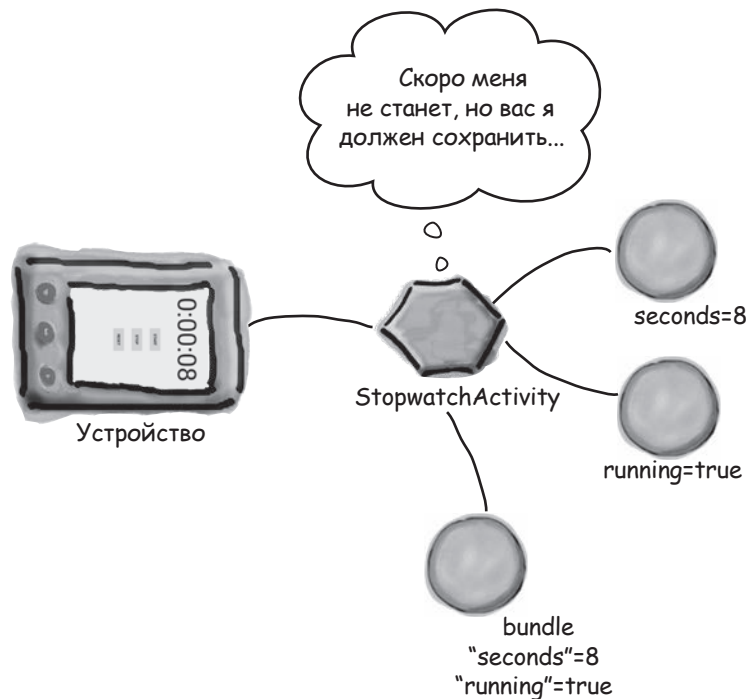 Скоро меня
не станет, но вас я
должен сохранить...
0:00:08
seconds=8
StopwatchActivity
Устройство
running=true
bundle
“seconds”=8
“running”=true